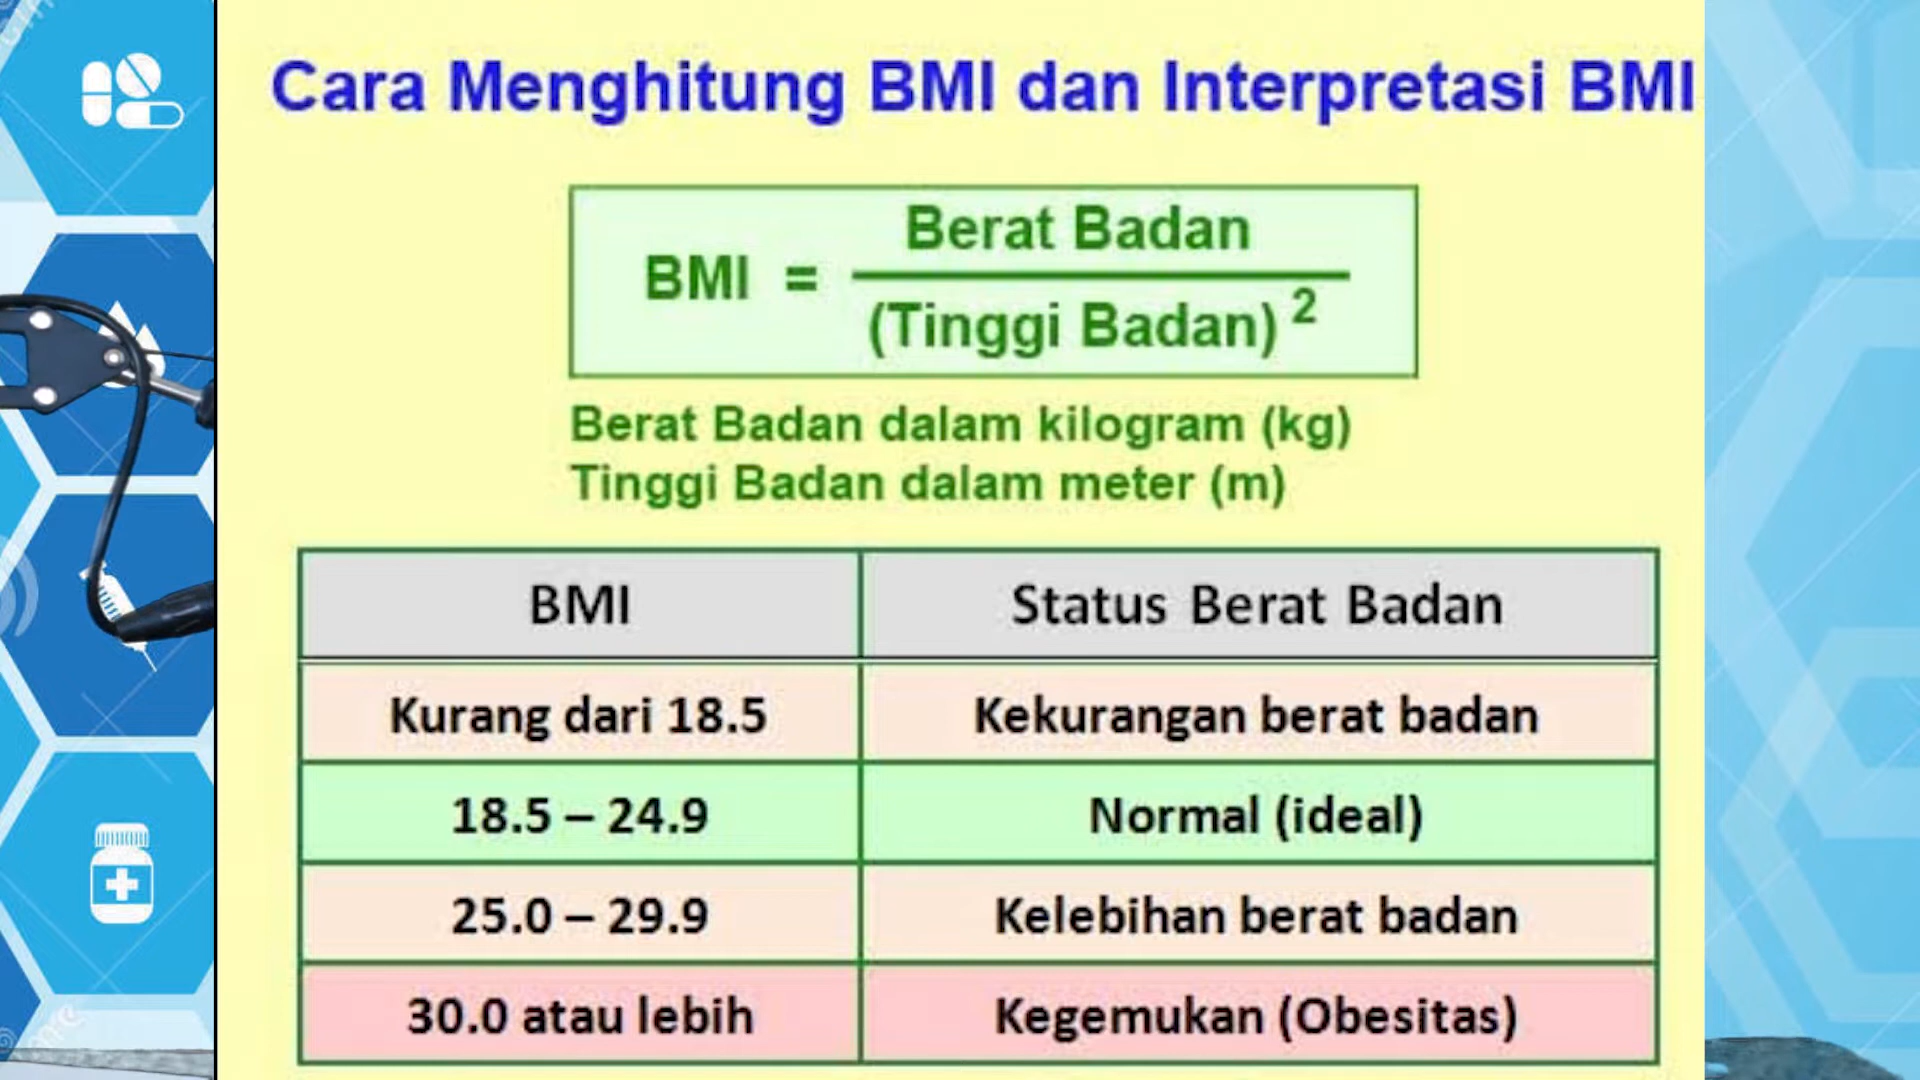 Cara Menghitung BMI dan Interpretasi BMI
BMI = Berat Badan
(Tinggi Badan) 2
Berat Badan dalam kilogram (kg)
Tinggi Badan dalam meter (m)
BMI Status Berat Badan
Kurang dari 18.5 Kekurangan berat badan
18.5 – 24.9 Normal (ideal)
25.0 – 29.9 Kelebihan berat badan
30.0 atau lebih Kegemukan (Obesitas)